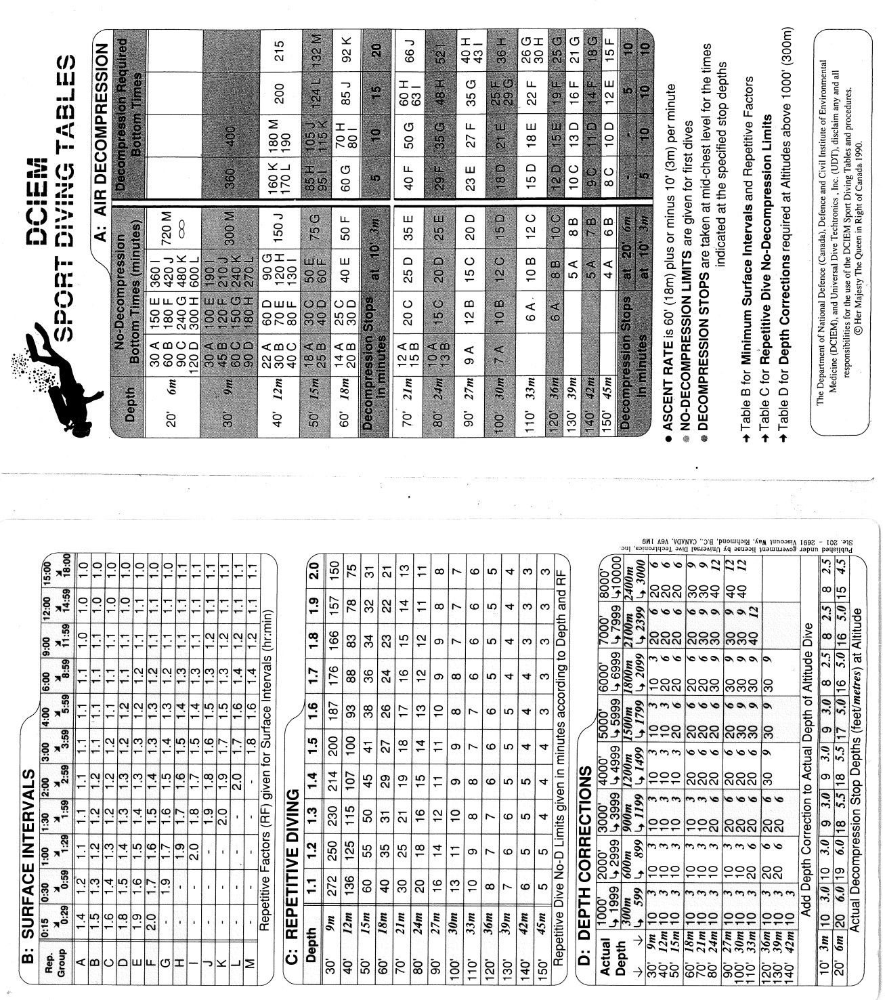 DCIEM
SPORT DIVING TABLES
A: AIR DECOMPRESSION
Depth No-Decompression Decompression Required
Bottom Times (minutes) Bottom Times
30 A 150 E 360 I
20' 6m 60 B 180 F 420 J 720 M
90 C 240 G 480 K ∞
120 D 300 H 600 L
30 A 100 E 190 I
30' 9m 45 B 120 F 210 J 300 M 360 400
60 C 150 G 240 K
90 D 180 H 270 L
22 A 60 D 90 G 160 K 180 M
40' 12m 30 B 70 E 120 H 150 J 170 L 190 200 215
40 C 80 F 130 I
50' 15m 18 A 30 C 50 E 75 G 85 H 105 J 124 L 132 M
25 B 40 D 60 F 95 I 115 K
60' 18m 14 A 25 C 40 E 50 F 60 G 70 H 85 J 92 K
20 B 30 D 80 I
Decompression Stops at 10' 3m 5 10 15 20
in minutes
70' 21m 12 A 20 C 25 D 35 E 40 F 50 G 60 H 66 J
15 B 63 I
80' 24m 10 A 15 C 20 D 25 E 29 F 35 G 48 H 52 I
13 B
90' 27m 9 A 12 B 15 C 20 D 23 E 27 F 35 G 40 H
43 I
100' 30m 7 A 10 B 12 C 15 D 18 D 21 E 25 F 36 H
29 G
110' 33m 6 A 10 B 12 C 15 D 18 E 22 F 26 G
30 H
120' 36m 6 A 8 B 10 C 12 D 15 E 19 F 25 G
130' 39m 5 A 8 B 10 C 13 D 16 F 21 G
140' 42m 5 A 7 B 9 C 11 D 14 F 18 G
150' 45m 4 A 6 B 8 C 10 D 12 E 15 F
Decompression Stops at 20' 6m - - 5 10
in minutes at 10' 3m 5 10 10 10
● ASCENT RATE is 60' (18m) plus or minus 10' (3m) per minute
● NO-DECOMPRESSION LIMITS are given for first dives
● DECOMPRESSION STOPS are taken at mid-chest level for the times
indicated at the specified stop depths
→ Table B for Minimum Surface Intervals and Repetitive Factors
→ Table C for Repetitive Dive No-Decompression Limits
→ Table D for Depth Corrections required at Altitudes above 1000' (300m)
The Department of National Defence (Canada), Defence and Civil Institute of Environmental
Medicine (DCIEM), and Universal Dive Techtronics, Inc. (UDT), disclaim any and all
responsibilities for the use of the DCIEM Sport Diving Tables and procedures.
© Her Majesty The Queen in Right of Canada 1990.
B: SURFACE INTERVALS
Rep. 0:15 0:30 1:00 1:30 2:00 3:00 4:00 6:00 9:00 12:00 15:00
Group 0:29 0:59 1:29 1:59 2:59 3:59 5:59 8:59 11:59 14:59 18:00
A 1.4 1.2 1.1 1.1 1.1 1.1 1.1 1.1 1.0 1.0 1.0
B 1.5 1.3 1.2 1.2 1.2 1.1 1.1 1.1 1.1 1.0 1.0
C 1.6 1.4 1.3 1.2 1.2 1.2 1.1 1.1 1.1 1.0 1.0
D 1.8 1.5 1.4 1.3 1.3 1.2 1.2 1.1 1.1 1.0 1.0
E 1.9 1.6 1.5 1.4 1.3 1.3 1.2 1.2 1.1 1.1 1.0
F 2.0 1.7 1.6 1.5 1.4 1.3 1.3 1.2 1.1 1.1 1.0
G - 1.9 1.7 1.6 1.5 1.4 1.3 1.2 1.1 1.1 1.0
H - - 1.9 1.7 1.6 1.5 1.4 1.3 1.1 1.1 1.1
I - - 2.0 1.8 1.7 1.5 1.4 1.3 1.1 1.1 1.1
J - - - 1.9 1.8 1.6 1.5 1.3 1.2 1.1 1.1
K - - - 2.0 1.9 1.7 1.5 1.3 1.2 1.1 1.1
L - - - - 2.0 1.7 1.6 1.4 1.2 1.1 1.1
M - - - - - 1.8 1.6 1.4 1.2 1.1 1.1
Repetitive Factors (RF) given for Surface Intervals (hr:min)
C: REPETITIVE DIVING
Depth 1.1 1.2 1.3 1.4 1.5 1.6 1.7 1.8 1.9 2.0
30' 9m 272 250 230 214 200 187 176 166 157 150
40' 12m 136 125 115 107 100 93 88 83 78 75
50' 15m 60 55 50 45 41 38 36 34 32 31
60' 18m 40 35 31 29 27 26 24 23 22 21
70' 21m 30 25 21 19 18 17 16 15 14 13
80' 24m 20 18 16 15 14 13 12 12 11 11
90' 27m 16 14 12 11 11 10 9 9 8 8
100' 30m 13 11 10 9 9 8 8 7 7 7
110' 33m 10 9 8 8 7 7 6 6 6 6
120' 36m 8 7 7 6 6 6 5 5 5 5
130' 39m 7 6 6 5 5 5 5 4 4 4
140' 42m 6 5 5 5 4 4 4 3 3 3
150' 45m 5 5 4 4 4 3 3 3 3 3
Repetitive Dive No-D Limits given in minutes according to Depth and RF
D: DEPTH CORRECTIONS
Actual 1000' 2000' 3000' 4000' 5000' 6000' 7000' 8000'
Depth ↳1999 ↳2999 ↳3999 ↳4999 ↳5999 ↳6999 ↳7999 ↳10000
300m 600m 900m 1200m 1500m 1800m 2100m 2400m
↓ ↓ ↳ 599 ↳ 899 ↳ 1199 ↳ 1499 ↳ 1799 ↳ 2099 ↳ 2399 ↳ 3000
30' 9m 10 3 10 3 10 3 10 3 10 3 10 3 20 6 20 6
40' 12m 10 3 10 3 10 3 10 3 10 3 20 6 20 6 20 6
50' 15m 10 3 10 3 10 3 10 3 20 6 20 6 20 6 20 6
60' 18m 10 3 10 3 10 3 20 6 20 6 20 6 20 6 30 9
70' 21m 10 3 10 3 10 3 20 6 20 6 20 6 30 9 30 9
80' 24m 10 3 10 3 20 6 20 6 20 6 30 9 30 9 40 12
90' 27m 10 3 10 3 20 6 20 6 20 6 30 9 30 9 40 12
100' 30m 10 3 10 3 20 6 20 6 30 9 30 9 30 9 40 12
110' 33m 10 3 20 6 20 6 20 6 30 9 30 9 40 12
120' 36m 10 3 20 6 20 6 30 9 30 9 30 9
130' 39m 10 3 20 6 20 6
140' 42m 10 3
Add Depth Correction to Actual Depth of Altitude Dive
10' 3m 10 3.0 10 3.0 9 3.0 9 3.0 9 3.0 8 2.5 8 2.5 8 2.5
20' 6m 20 6.0 19 6.0 18 5.5 18 5.5 17 5.0 16 5.0 16 5.0 15 4.5
Actual Decompression Stop Depths (feet/metres) at Altitude
Published under government license by Universal Dive Techtronics, Inc.
Ste. 201 - 2691 Viscount Way, Richmond, B.C., CANADA, V6V 1M9